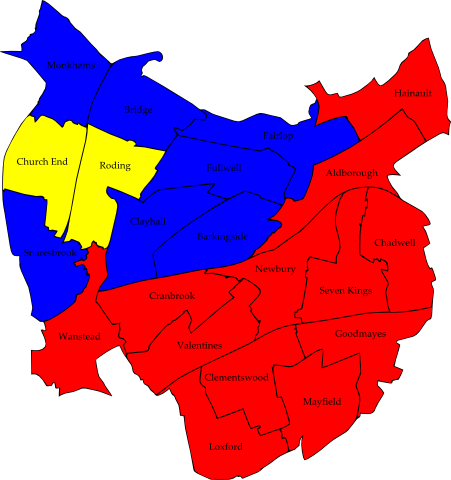 Monkhams
Hainault
Bridge
Fairlop
Church End
Roding
Fullwell
Aldborough
Clayhall
Barkingside
Chadwell
Snaresbrook
Newbury
Cranbrook
Seven Kings
Wanstead
Goodmayes
Valentines
Clementswood
Mayfield
Loxford